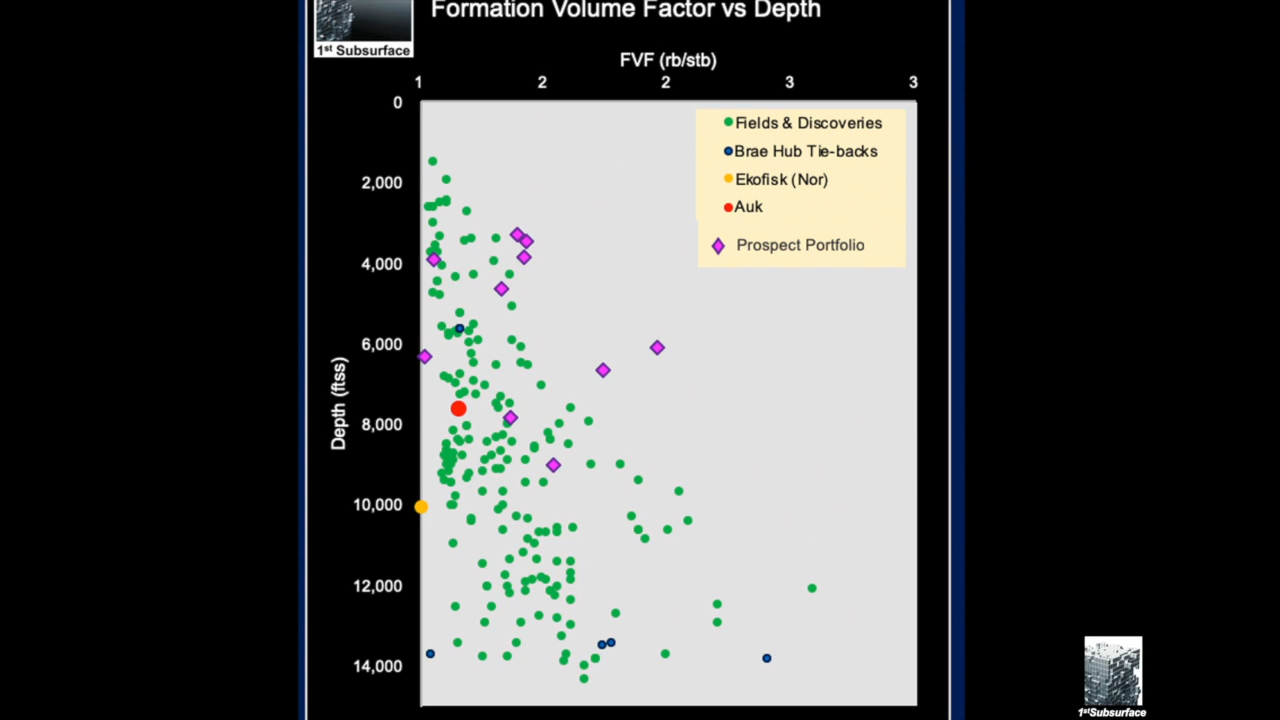 Formation Volume Factor vs Depth
1st Subsurface
FVF (rb/stb)
1 2 2 3 3
0
2,000
4,000
6,000
8,000
10,000
12,000
14,000
Depth (ftss)
Fields & Discoveries
Brae Hub Tie-backs
Ekofisk (Nor)
Auk
Prospect Portfolio
1stSubsurface